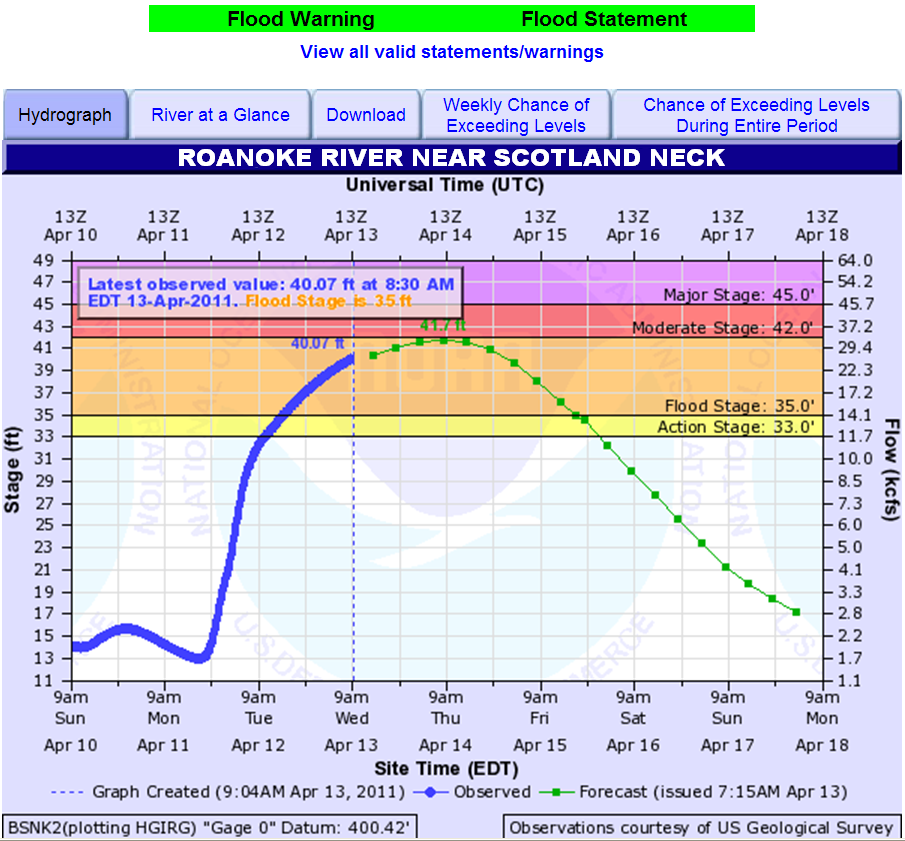 Flood Warning Flood Statement
View all valid statements/warnings
Hydrograph
River at a Glance
Download
Weekly Chance of
Exceeding Levels
Chance of Exceeding Levels
During Entire Period
ROANOKE RIVER NEAR SCOTLAND NECK
Universal Time (UTC)
13Z 13Z 13Z 13Z 13Z 13Z 13Z 13Z 13Z
Apr 10 Apr 11 Apr 12 Apr 13 Apr 14 Apr 15 Apr 16 Apr 17 Apr 18
49 64.0
47 54.2
Latest observed value: 40.07 ft at 8:30 AM
EDT 13-Apr-2011. Flood Stage is 35 ft
Major Stage: 45.0'
45 45.7
43 37.2
41.7 ft
Moderate Stage: 42.0'
40.07 ft
41 29.4
39 22.3
37 17.2
Flood Stage: 35.0'
35 14.1
Action Stage: 33.0'
33 11.7
31 10.0
29 8.5
27 7.3
25 6.0
23 5.0
21 4.1
19 3.3
17 2.8
15 2.2
13 1.7
11 1.1
Stage (ft)
Flow (kcfs)
9am 9am 9am 9am 9am 9am 9am 9am 9am
Sun Mon Tue Wed Thu Fri Sat Sun Mon
Apr 10 Apr 11 Apr 12 Apr 13 Apr 14 Apr 15 Apr 16 Apr 17 Apr 18
Site Time (EDT)
Graph Created (9:04AM Apr 13, 2011) Observed Forecast (issued 7:15AM Apr 13)
BSNK2(plotting HGIRG) "Gage 0" Datum: 400.42'
Observations courtesy of US Geological Survey